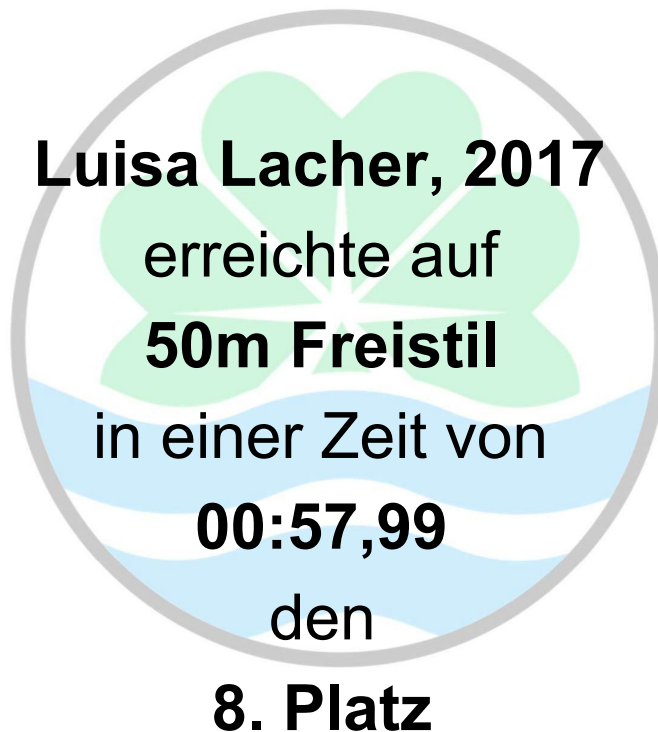 Luisa Lacher, 2017
erreichte auf
50m Freistil
in einer Zeit von
00:57,99
den
8. Platz